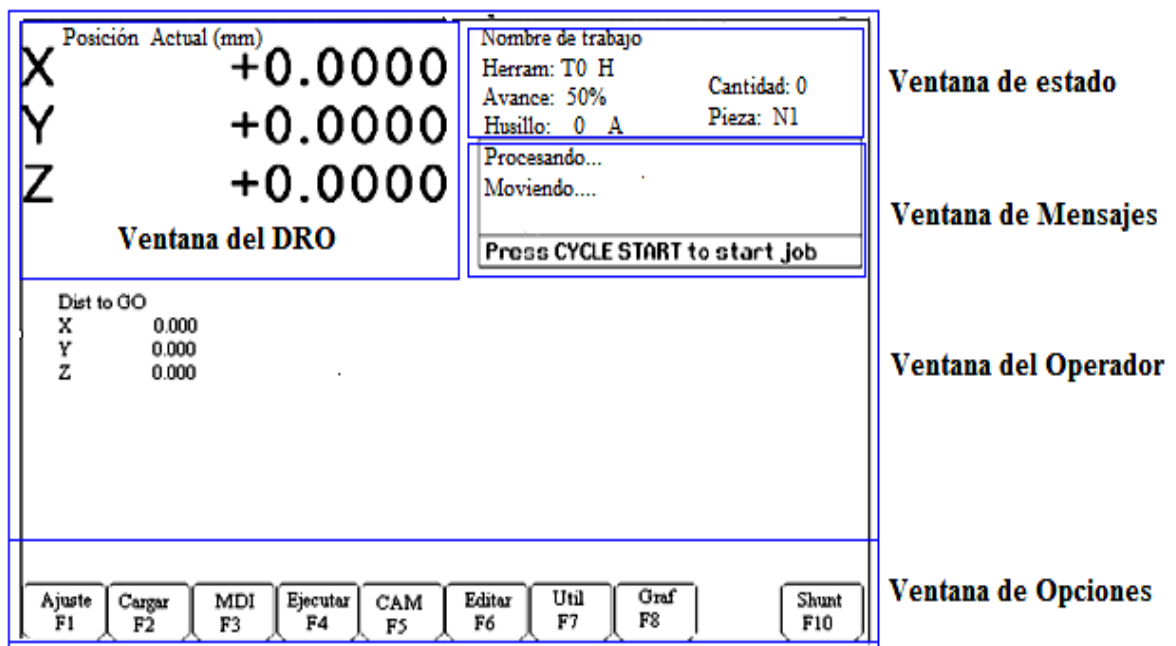 Posición Actual (mm)
X +0.0000
Y +0.0000
Z +0.0000
Ventana del DRO
Nombre de trabajo
Herram: T0 H
Avance: 50%
Husillo: 0 A
Cantidad: 0
Pieza: N1
Ventana de estado
Procesando...
Moviendo....
Press CYCLE START to start job
Ventana de Mensajes
Dist to GO
X 0.000
Y 0.000
Z 0.000
Ventana del Operador
Ajuste F1
Cargar F2
MDI F3
Ejecutar F4
CAM F5
Editar F6
Util F7
Graf F8
Shunt F10
Ventana de Opciones